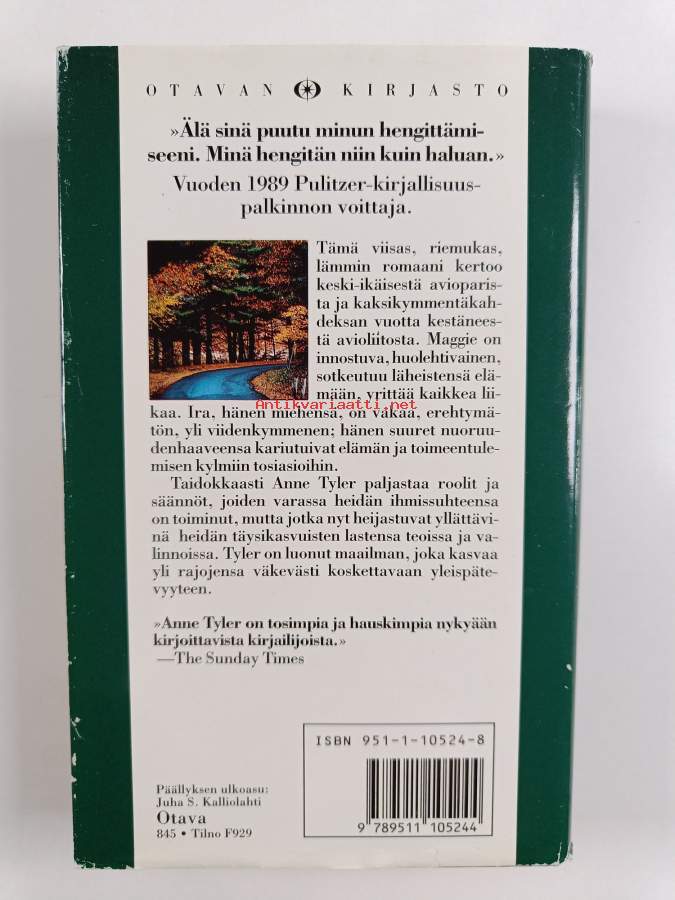 OTAVAN KIRJASTO
»Älä sinä puutu minun hengittämi-
seeni. Minä hengitän niin kuin haluan.»
Vuoden 1989 Pulitzer-kirjallisuus-
palkinnon voittaja.
Tämä viisas, riemukas,
lämmin romaani kertoo
keski-ikäisestä avioparis-
ta ja kaksikymmentäkah-
deksan vuotta kestänees-
tä avioliitosta. Maggie on
innostuva, huolehtivainen,
sotkeutuu läheistensä elä-
mään, yrittää kaikkea lii-
Antikvariaatti.net
kaa. Ira, hänen miehensä, on vakaa, erehtymä-
tön, yli viidenkymmenen; hänen suuret nuoruu-
denhaaveensa kariutuivat elämän ja toimeentule-
misen kylmiin tosiasioihin.
Taidokkaasti Anne Tyler paljastaa roolit ja
säännöt, joiden varassa heidän ihmissuhteensa
on toiminut, mutta jotka nyt heijastuvat yllättävi-
nä heidän täysikasvuisten lastensa teoissa ja va-
linnoissa. Tyler on luonut maailman, joka kasvaa
yli rajojensa väkevästi koskettavaan yleispäte-
vyyteen.
»Anne Tyler on tosimpia ja hauskimpia nykyään
kirjoittavista kirjailijoista.»
—The Sunday Times
ISBN 951-1-10524-8
9 789511 105244
Päällyksen ulkoasu:
Juha S. Kalliolahti
Otava
845 • Tilno F929